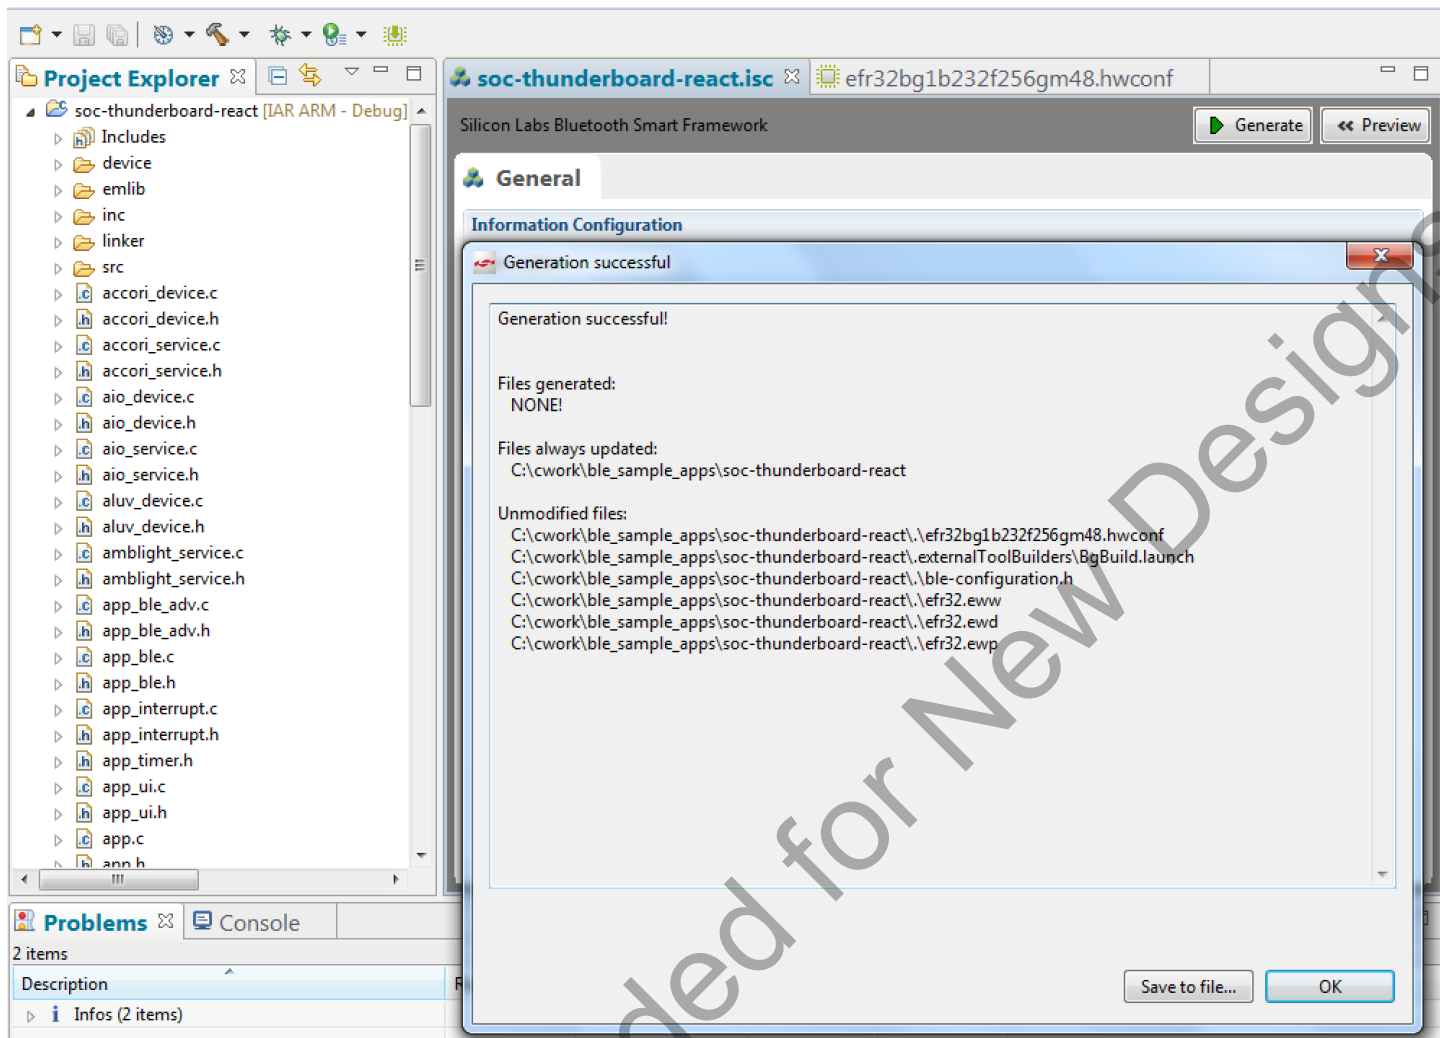 Project Explorer
soc-thunderboard-react [IAR ARM - Debug]
Includes
device
emlib
inc
linker
src
accori_device.c
accori_device.h
accori_service.c
accori_service.h
aio_device.c
aio_device.h
aio_service.c
aio_service.h
aluv_device.c
aluv_device.h
amblight_service.c
amblight_service.h
app_ble_adv.c
app_ble_adv.h
app_ble.c
app_ble.h
app_interrupt.c
app_interrupt.h
app_timer.h
app_ui.c
app_ui.h
app.c
app.h
soc-thunderboard-react.isc
efr32bg1b232f256gm48.hwconf
Silicon Labs Bluetooth Smart Framework
Generate
Preview
General
Information Configuration
Generation successful
Generation successful!
Files generated:
NONE!
Files always updated:
C:\cwork\ble_sample_apps\soc-thunderboard-react
Unmodified files:
C:\cwork\ble_sample_apps\soc-thunderboard-react\.\efr32bg1b232f256gm48.hwconf
C:\cwork\ble_sample_apps\soc-thunderboard-react\.externalToolBuilders\BgBuild.launch
C:\cwork\ble_sample_apps\soc-thunderboard-react\.\ble-configuration.h
C:\cwork\ble_sample_apps\soc-thunderboard-react\.\efr32.eww
C:\cwork\ble_sample_apps\soc-thunderboard-react\.\efr32.ewd
C:\cwork\ble_sample_apps\soc-thunderboard-react\.\efr32.ewp
Save to file...
OK
Problems
Console
2 items
Description
Infos (2 items)
ded for New Designs